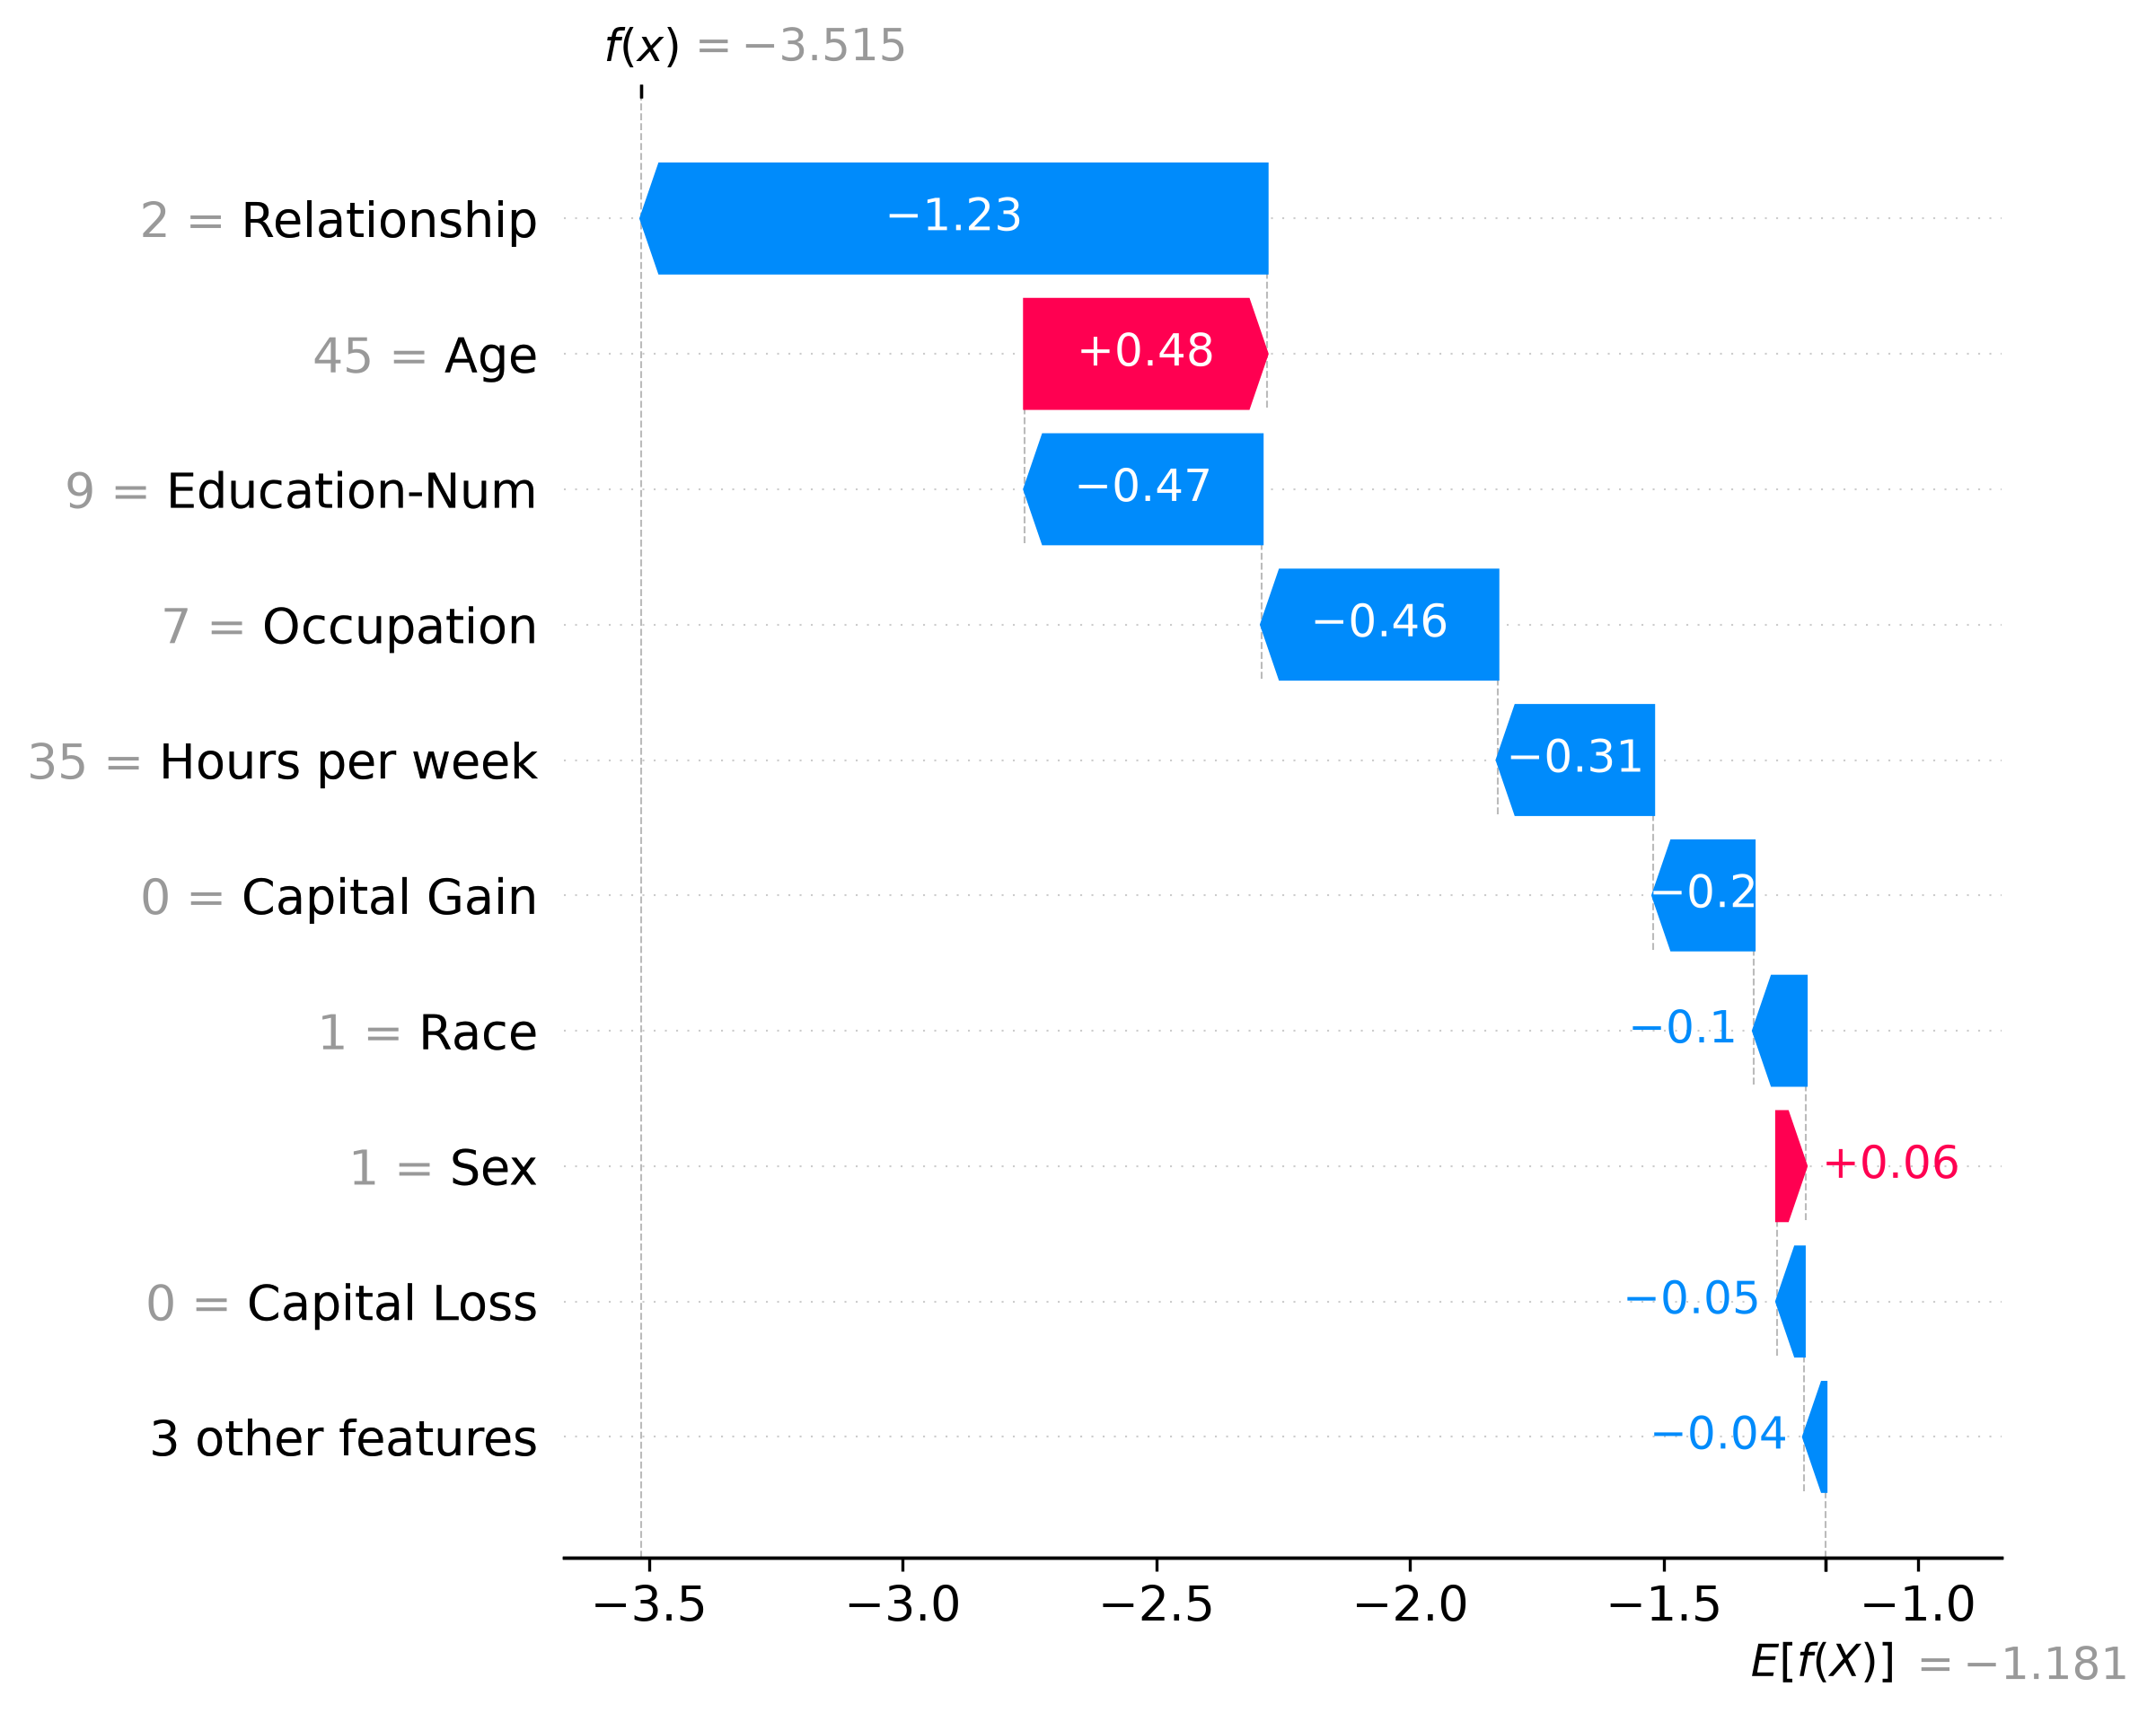 f(x) = −3.515
2 = Relationship −1.23
45 = Age +0.48
9 = Education-Num −0.47
7 = Occupation −0.46
35 = Hours per week −0.31
0 = Capital Gain −0.2
1 = Race −0.1
1 = Sex +0.06
0 = Capital Loss −0.05
3 other features −0.04
−3.5 −3.0 −2.5 −2.0 −1.5 −1.0
E[f(X)] = −1.181